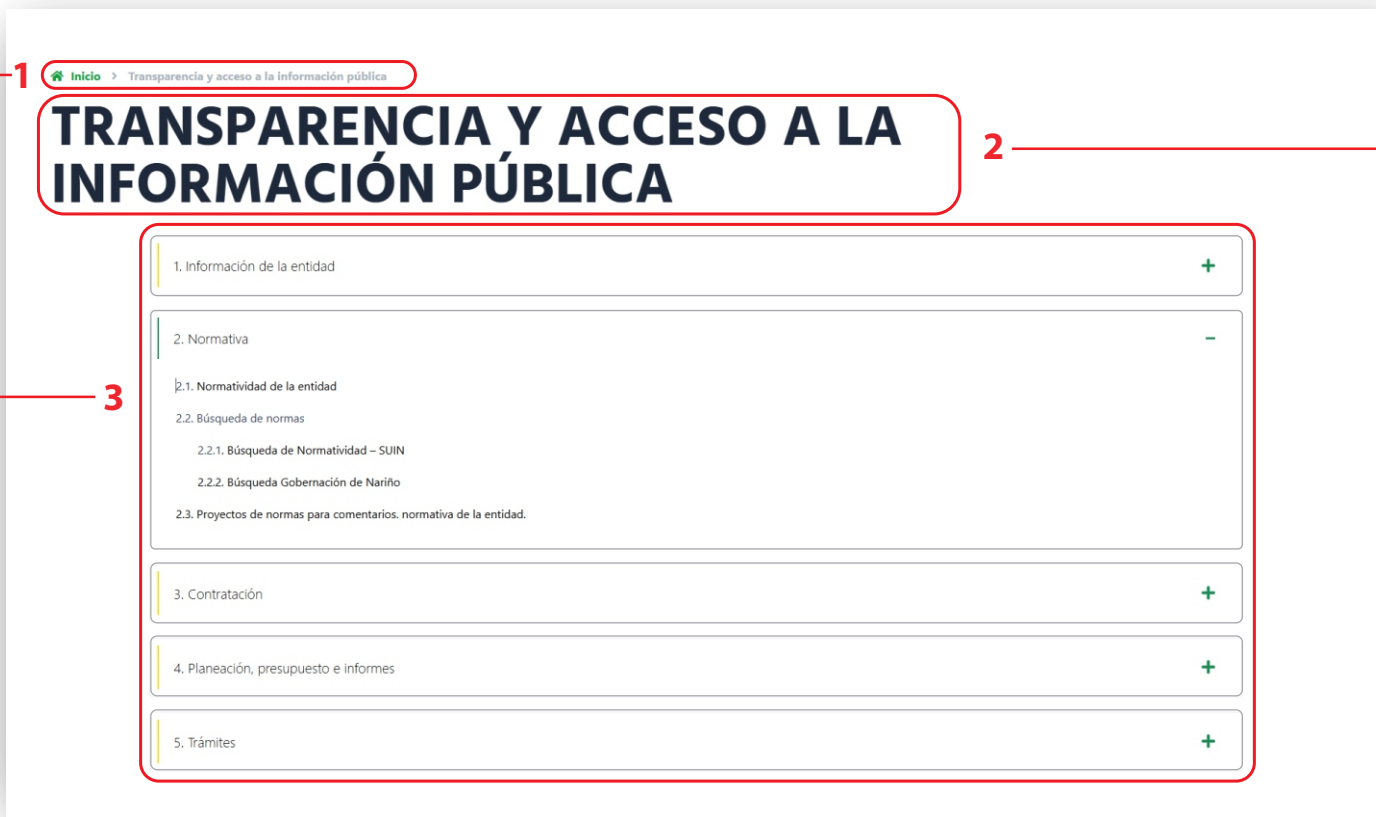 1 Inicio > Transparencia y acceso a la información pública
TRANSPARENCIA Y ACCESO A LA
INFORMACIÓN PÚBLICA
2
1. Información de la entidad +
2. Normativa −
3
2.1. Normatividad de la entidad
2.2. Búsqueda de normas
2.2.1. Búsqueda de Normatividad – SUIN
2.2.2. Búsqueda Gobernación de Nariño
2.3. Proyectos de normas para comentarios. normativa de la entidad.
3. Contratación +
4. Planeación, presupuesto e informes +
5. Trámites +